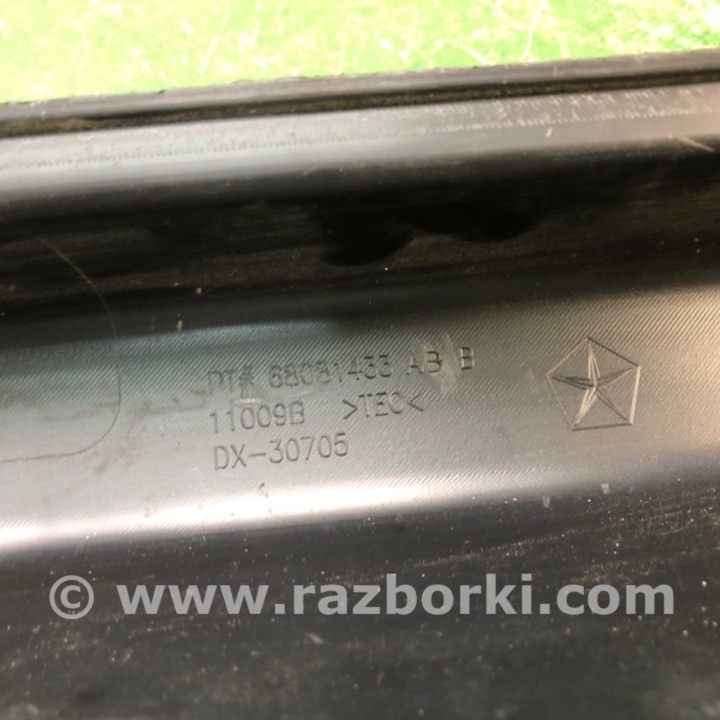 PT# 68081433 AB B
11009B >TEO<
DX-30705
© www.razborki.com